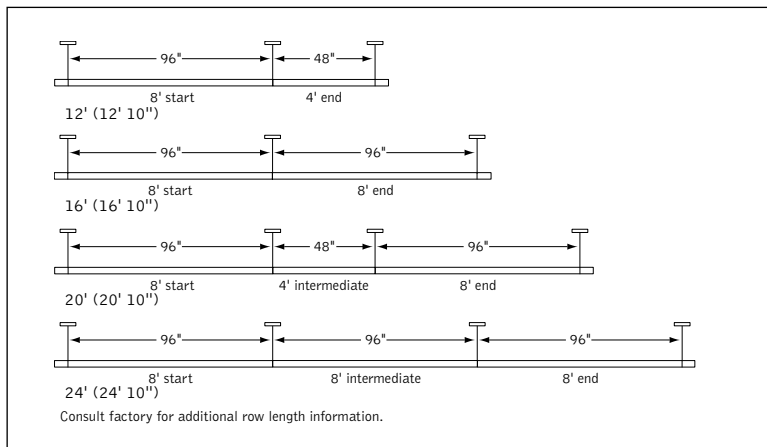 96" 48"
8' start 4' end
12' (12' 10")
96" 96"
8' start 8' end
16' (16' 10")
96" 48" 96"
8' start 4' intermediate 8' end
20' (20' 10")
96" 96" 96"
8' start 8' intermediate 8' end
24' (24' 10")
Consult factory for additional row length information.